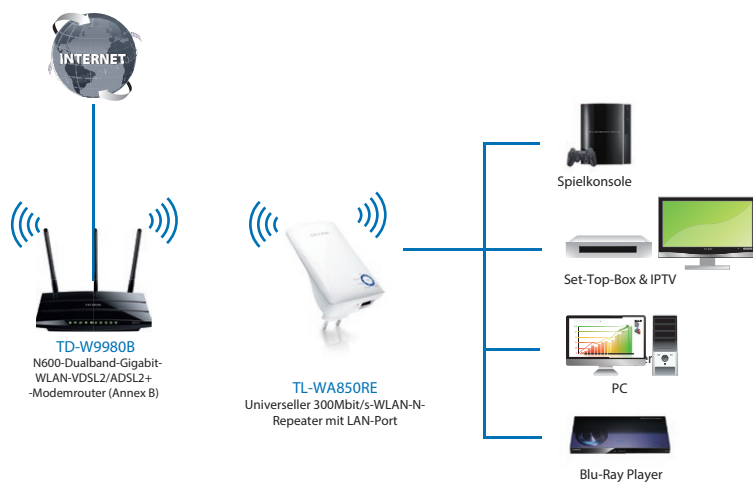 INTERNET
TD-W9980B
N600-Dualband-Gigabit-
WLAN-VDSL2/ADSL2+
-Modemrouter (Annex B)
TL-WA850RE
Universeller 300Mbit/s-WLAN-N-
Repeater mit LAN-Port
Spielkonsole
Set-Top-Box & IPTV
PC
Blu-Ray Player